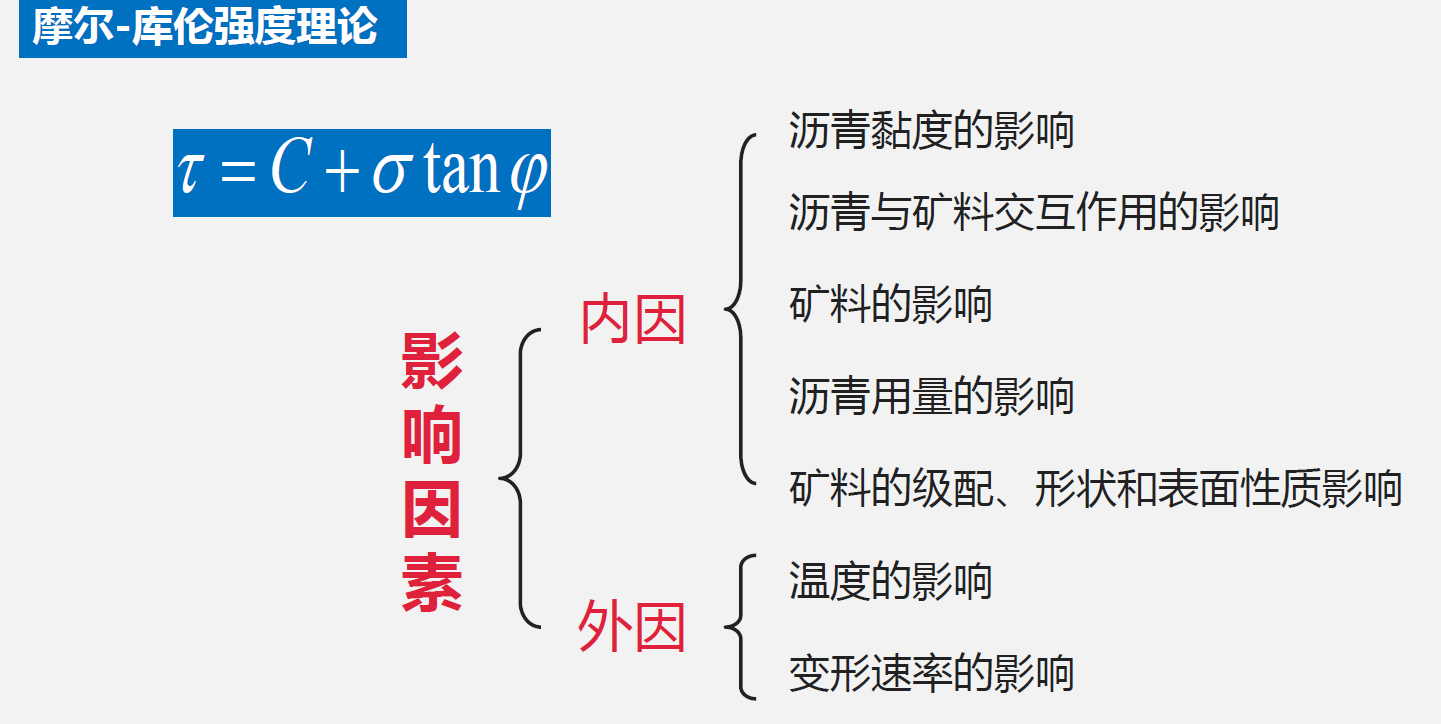 摩尔-库伦强度理论
τ = C + σ tan φ
影响因素
内因
沥青黏度的影响
沥青与矿料交互作用的影响
矿料的影响
沥青用量的影响
矿料的级配、形状和表面性质影响
外因
温度的影响
变形速率的影响